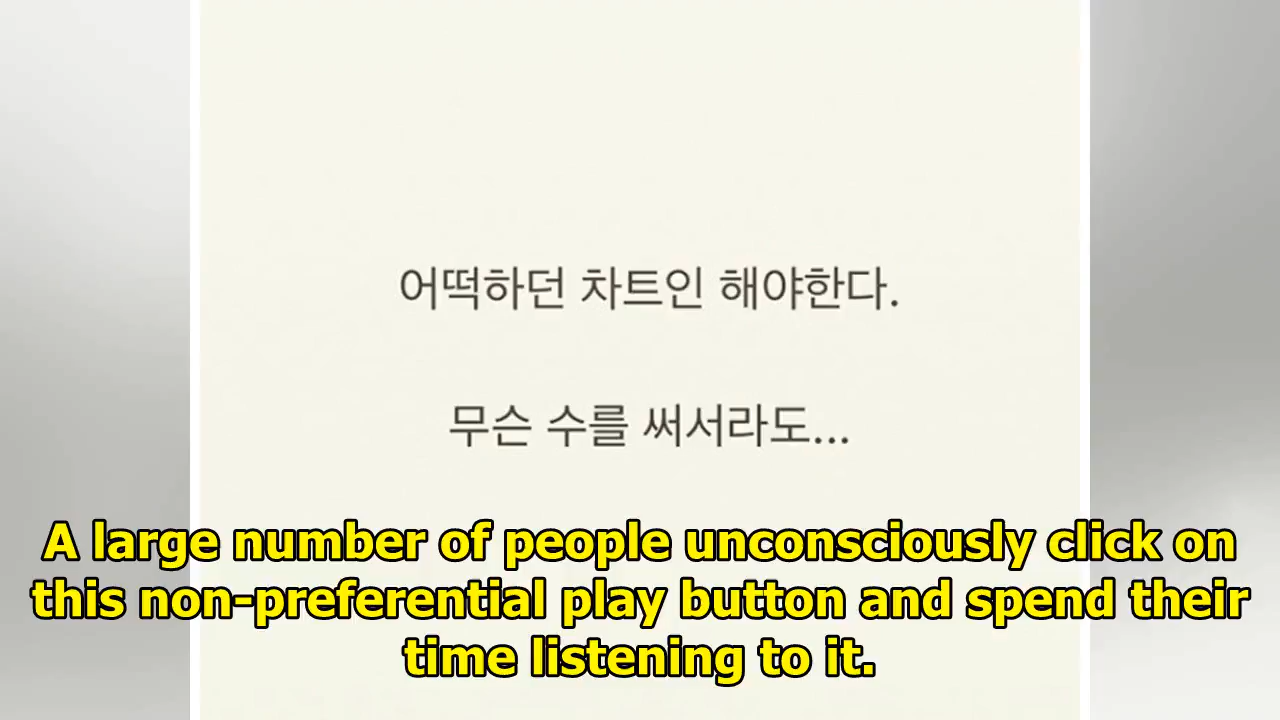 어떡하던 차트인 해야한다.
무슨 수를 써서라도...
A large number of people unconsciously click on
this non-preferential play button and spend their
time listening to it.